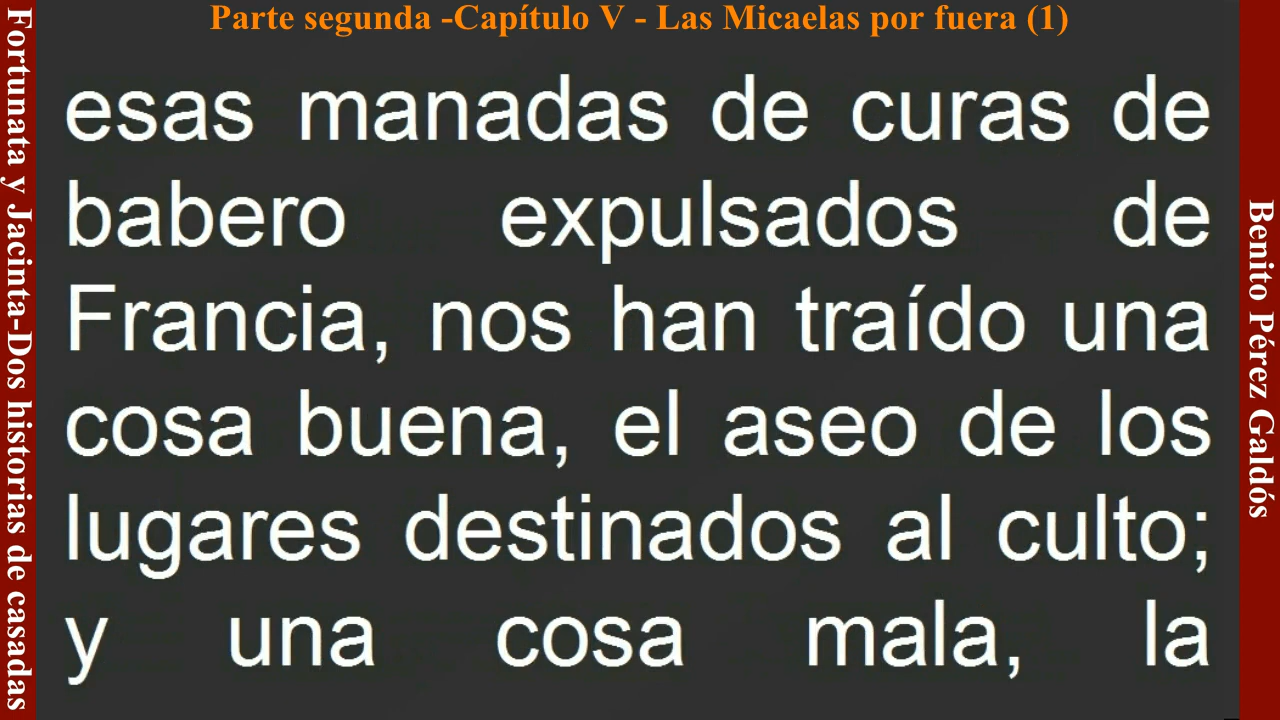 Parte segunda -Capítulo V - Las Micaelas por fuera (1)
Fortunata y Jacinta-Dos historias de casadas
esas manadas de curas de
babero expulsados de
Francia, nos han traído una
cosa buena, el aseo de los
lugares destinados al culto;
y una cosa mala, la
Benito Pérez Galdós